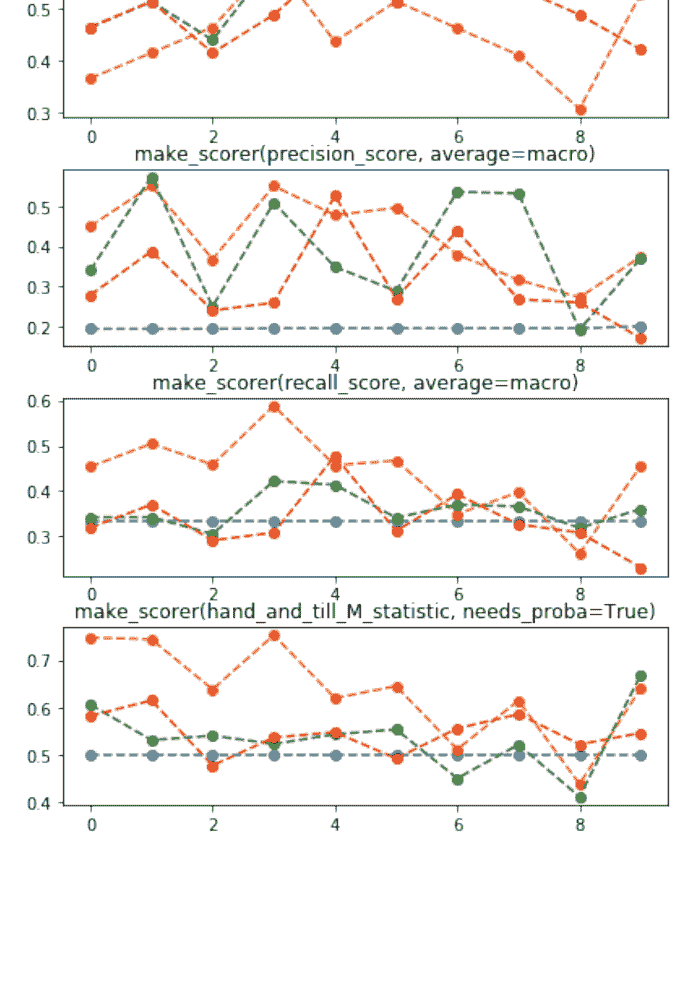 0.5
0.4
0.3
0 2 4 6 8
make_scorer(precision_score, average=macro)
0.5
0.4
0.3
0.2
0 2 4 6 8
make_scorer(recall_score, average=macro)
0.6
0.5
0.4
0.3
0 2 4 6 8
make_scorer(hand_and_till_M_statistic, needs_proba=True)
0.7
0.6
0.5
0.4
0 2 4 6 8